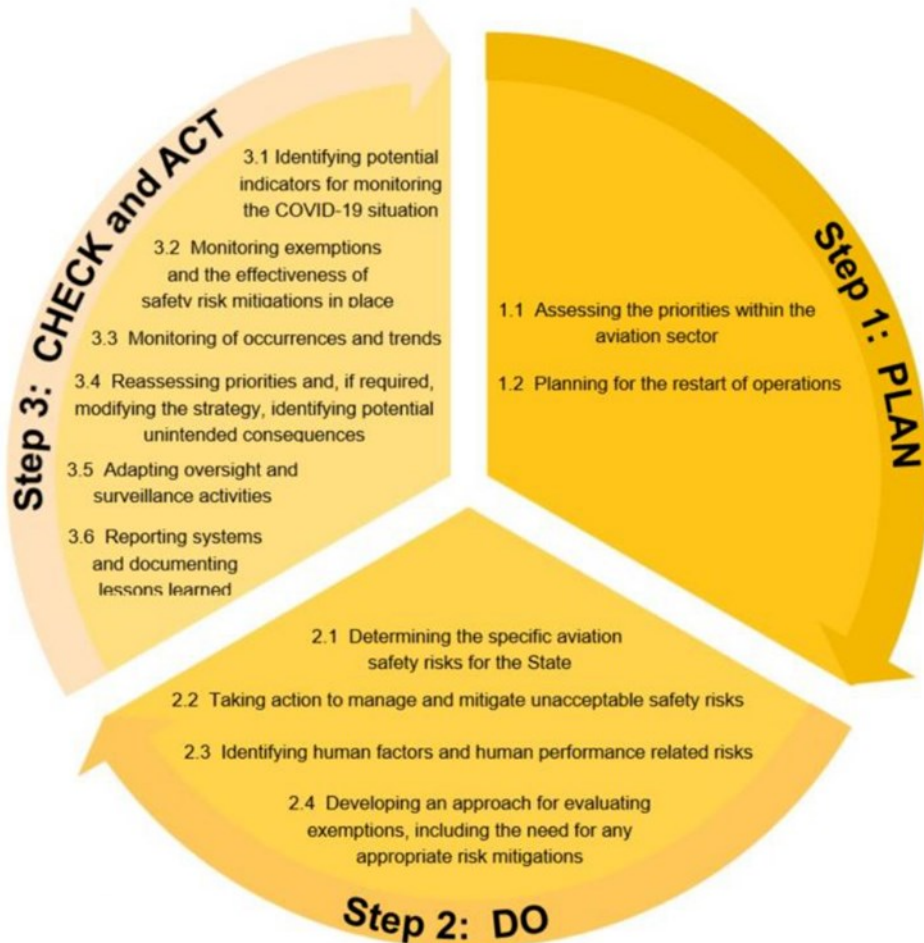 Step 1: PLAN
1.1 Assessing the priorities within the
aviation sector
1.2 Planning for the restart of operations
Step 2: DO
2.1 Determining the specific aviation
safety risks for the State
2.2 Taking action to manage and mitigate unacceptable safety risks
2.3 Identifying human factors and human performance related risks
2.4 Developing an approach for evaluating
exemptions, including the need for any
appropriate risk mitigations
Step 3: CHECK and ACT
3.1 Identifying potential
indicators for monitoring
the COVID-19 situation
3.2 Monitoring exemptions
and the effectiveness of
safety risk mitigations in place
3.3 Monitoring of occurrences and trends
3.4 Reassessing priorities and, if required,
modifying the strategy, identifying potential
unintended consequences
3.5 Adapting oversight and
surveillance activities
3.6 Reporting systems
and documenting
lessons learned